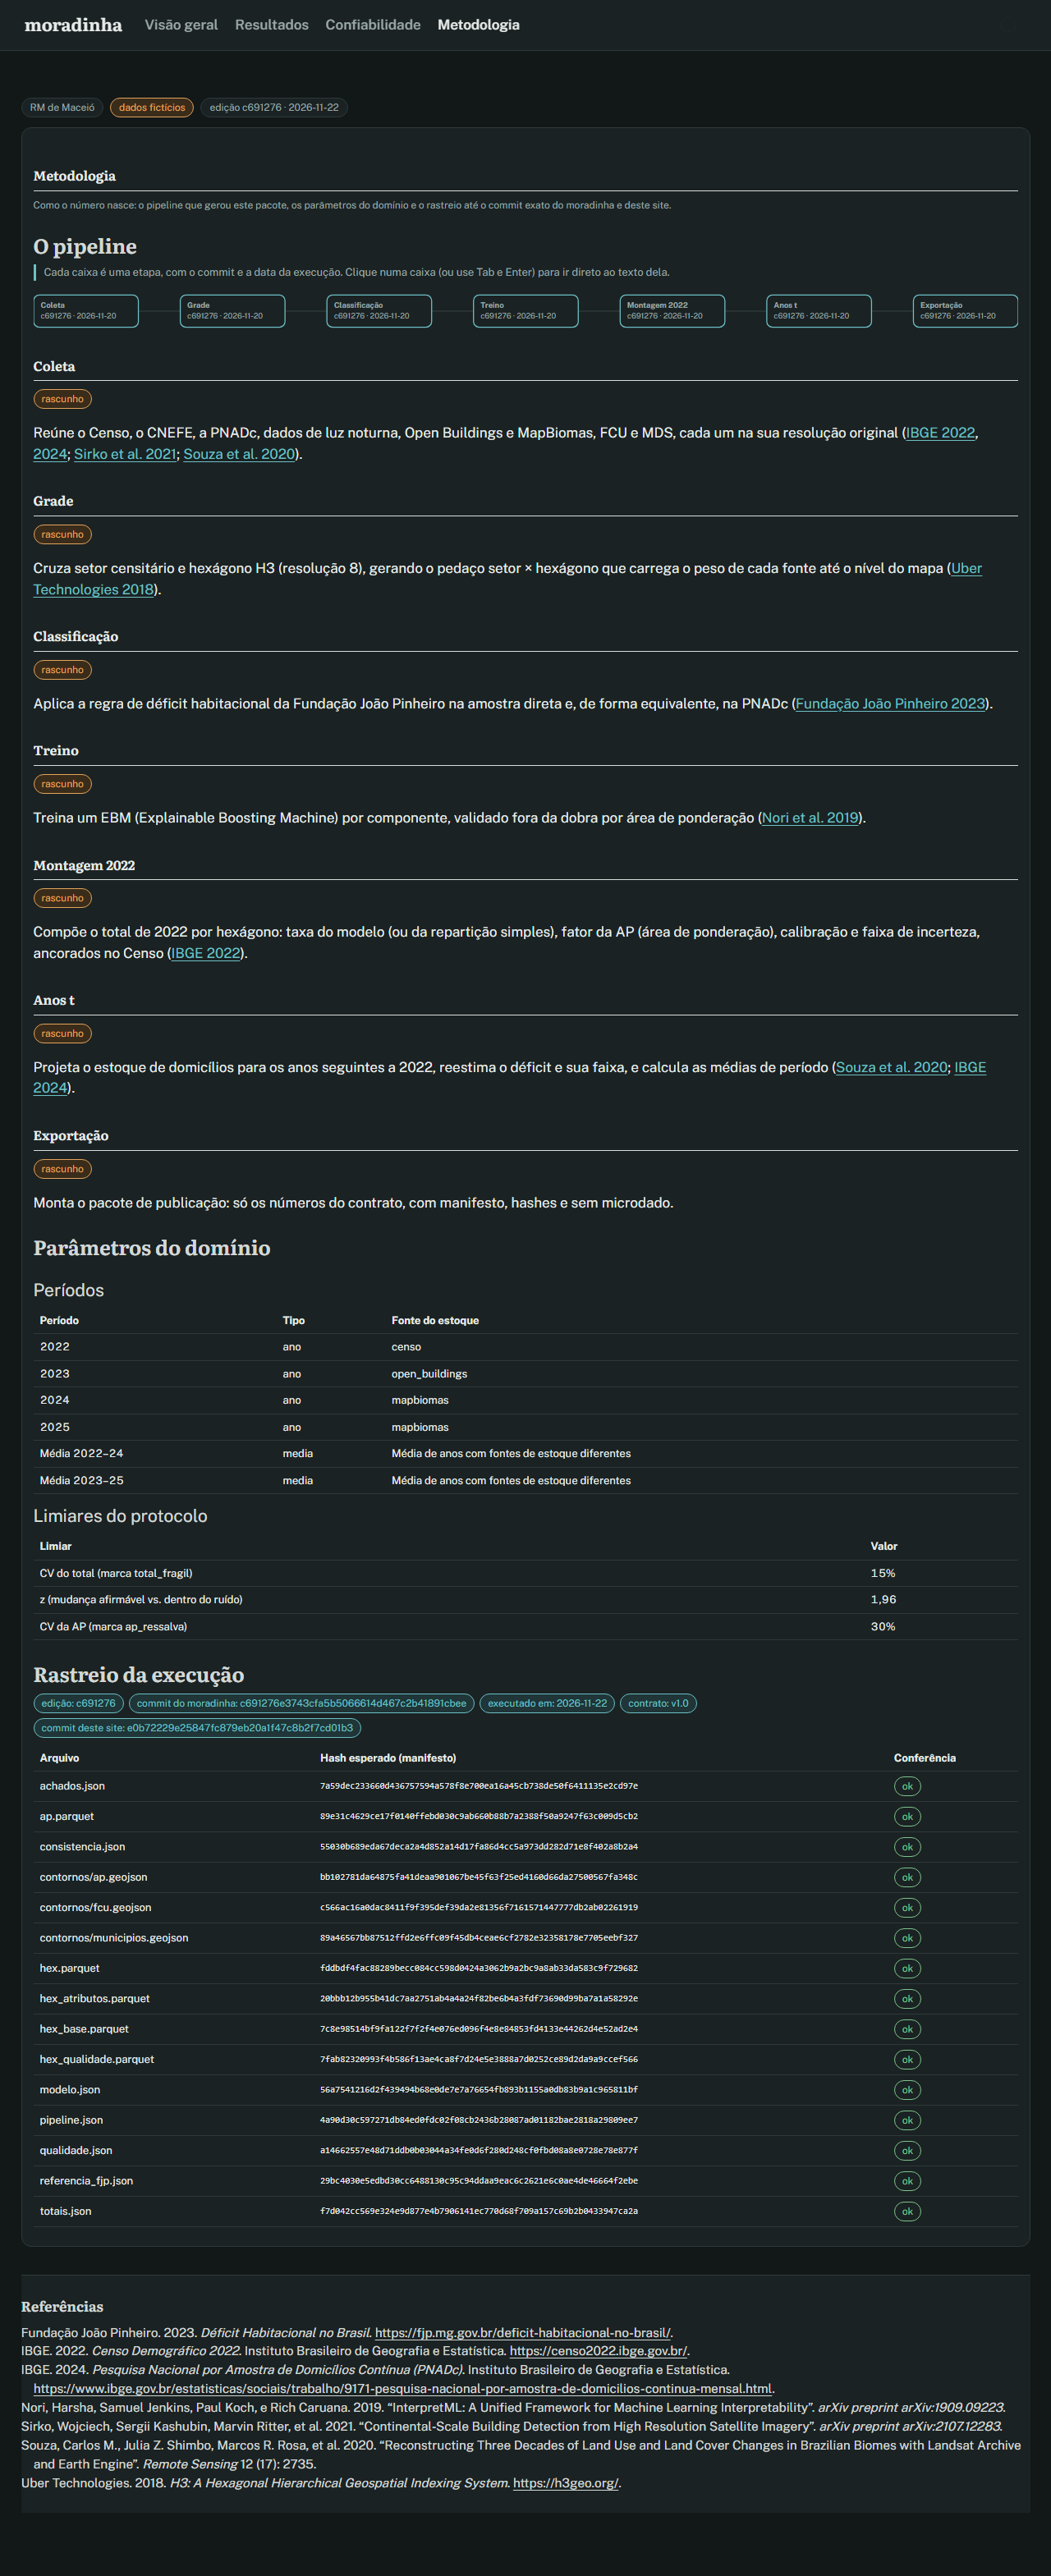 moradinha Visão geral Resultados Confiabilidade Metodologia
RM de Maceió dados fictícios edição c691276 · 2026-11-22
Metodologia
Como o número nasce: o pipeline que gerou este pacote, os parâmetros do domínio e o rastreio até o commit exato do moradinha e deste site.
O pipeline
Cada caixa é uma etapa, com o commit e a data da execução. Clique numa caixa (ou use Tab e Enter) para ir direto ao texto dela.
Coleta Grade Classificação Treino Montagem 2022 Anos t Exportação
c691276 · 2026-11-20 c691276 · 2026-11-20 c691276 · 2026-11-20 c691276 · 2026-11-20 c691276 · 2026-11-20 c691276 · 2026-11-20 c691276 · 2026-11-20
Coleta
rascunho
Reúne o Censo, o CNEFE, a PNADc, dados de luz noturna, Open Buildings e MapBiomas, FCU e MDS, cada um na sua resolução original (IBGE 2022,
2024; Sirko et al. 2021; Souza et al. 2020).
Grade
rascunho
Cruza setor censitário e hexágono H3 (resolução 8), gerando o pedaço setor × hexágono que carrega o peso de cada fonte até o nível do mapa (Uber
Technologies 2018).
Classificação
rascunho
Aplica a regra de déficit habitacional da Fundação João Pinheiro na amostra direta e, de forma equivalente, na PNADc (Fundação João Pinheiro 2023).
Treino
rascunho
Treina um EBM (Explainable Boosting Machine) por componente, validado fora da dobra por área de ponderação (Nori et al. 2019).
Montagem 2022
rascunho
Compõe o total de 2022 por hexágono: taxa do modelo (ou da repartição simples), fator da AP (área de ponderação), calibração e faixa de incerteza,
ancorados no Censo (IBGE 2022).
Anos t
rascunho
Projeta o estoque de domicílios para os anos seguintes a 2022, reestima o déficit e sua faixa, e calcula as médias de período (Souza et al. 2020; IBGE
2024).
Exportação
rascunho
Monta o pacote de publicação: só os números do contrato, com manifesto, hashes e sem microdado.
Parâmetros do domínio
Períodos
Período Tipo Fonte do estoque
2022 ano censo
2023 ano open_buildings
2024 ano mapbiomas
2025 ano mapbiomas
Média 2022–24 media Média de anos com fontes de estoque diferentes
Média 2023–25 media Média de anos com fontes de estoque diferentes
Limiares do protocolo
Limiar Valor
CV do total (marca total_fragil) 15%
z (mudança afirmável vs. dentro do ruído) 1,96
CV da AP (marca ap_ressalva) 30%
Rastreio da execução
edição: c691276 commit do moradinha: c691276e3743cfa5b5066614d467c2b41891cbee executado em: 2026-11-22 contrato: v1.0
commit deste site: e0b72229e25847fc879eb20a1f47c8b2f7cd01b3
Arquivo Hash esperado (manifesto) Conferência
achados.json 7a59dec233660d436757594a578f8e700ea16a45cb738de50f6411135e2cd97e ok
ap.parquet 89e31c4629ce17f0140ffebd030c9ab660b88b7a2388f50a9247f63c009d5cb2 ok
consistencia.json 55030b689eda67deca2a4d852a14d17fa86d4cc5a973dd282d71e8f402a8b2a4 ok
contornos/ap.geojson bb102781da64875fa41deaa901067be45f63f25ed4160d66da27500567fa348c ok
contornos/fcu.geojson c566ac16a0dac8411f9f395def39da2e81356f7161571447777db2ab02261919 ok
contornos/municipios.geojson 89a46567bb87512ffd2e6ffc09f45db4ceae6cf2782e32358178e7705eebf327 ok
hex.parquet fddbdf4fac88289becc084cc598d0424a3062b9a2bc9a8ab33da583c9f729682 ok
hex_atributos.parquet 20bbb12b955b41dc7aa2751ab4a4a24f82be6b4a3fdf73690d99ba7a1a58292e ok
hex_base.parquet 7c8e98514bf9fa122f7f2f4e076ed096f4e8e84853fd4133e44262d4e52ad2e4 ok
hex_qualidade.parquet 7fab82320993f4b586f13ae4ca8f7d24e5e3888a7d0252ce89d2da9a9ccef566 ok
modelo.json 56a7541216d2f439494b68e0de7e7a76654fb893b1155a0db83b9a1c965811bf ok
pipeline.json 4a90d30c597271db84ed0fdc02f08cb2436b28087ad01182bae2818a29809ee7 ok
qualidade.json a14662557e48d71ddb0b03044a34fe0d6f280d248cf0fbd08a8e0728e78e877f ok
referencia_fjp.json 29bc4030e5edbd30cc6488130c95c94ddaa9eac6c2621e6c0ae4de46664f2ebe ok
totais.json f7d042cc569e324e9d877e4b7906141ec770d68f709a157c69b2b0433947ca2a ok
Referências
Fundação João Pinheiro. 2023. Déficit Habitacional no Brasil. https://fjp.mg.gov.br/deficit-habitacional-no-brasil/.
IBGE. 2022. Censo Demográfico 2022. Instituto Brasileiro de Geografia e Estatística. https://censo2022.ibge.gov.br/.
IBGE. 2024. Pesquisa Nacional por Amostra de Domicílios Contínua (PNADc). Instituto Brasileiro de Geografia e Estatística.
https://www.ibge.gov.br/estatisticas/sociais/trabalho/9171-pesquisa-nacional-por-amostra-de-domicilios-continua-mensal.html.
Nori, Harsha, Samuel Jenkins, Paul Koch, e Rich Caruana. 2019. “InterpretML: A Unified Framework for Machine Learning Interpretability”. arXiv preprint arXiv:1909.09223.
Sirko, Wojciech, Sergii Kashubin, Marvin Ritter, et al. 2021. “Continental-Scale Building Detection from High Resolution Satellite Imagery”. arXiv preprint arXiv:2107.12283.
Souza, Carlos M., Julia Z. Shimbo, Marcos R. Rosa, et al. 2020. “Reconstructing Three Decades of Land Use and Land Cover Changes in Brazilian Biomes with Landsat Archive
and Earth Engine”. Remote Sensing 12 (17): 2735.
Uber Technologies. 2018. H3: A Hexagonal Hierarchical Geospatial Indexing System. https://h3geo.org/.